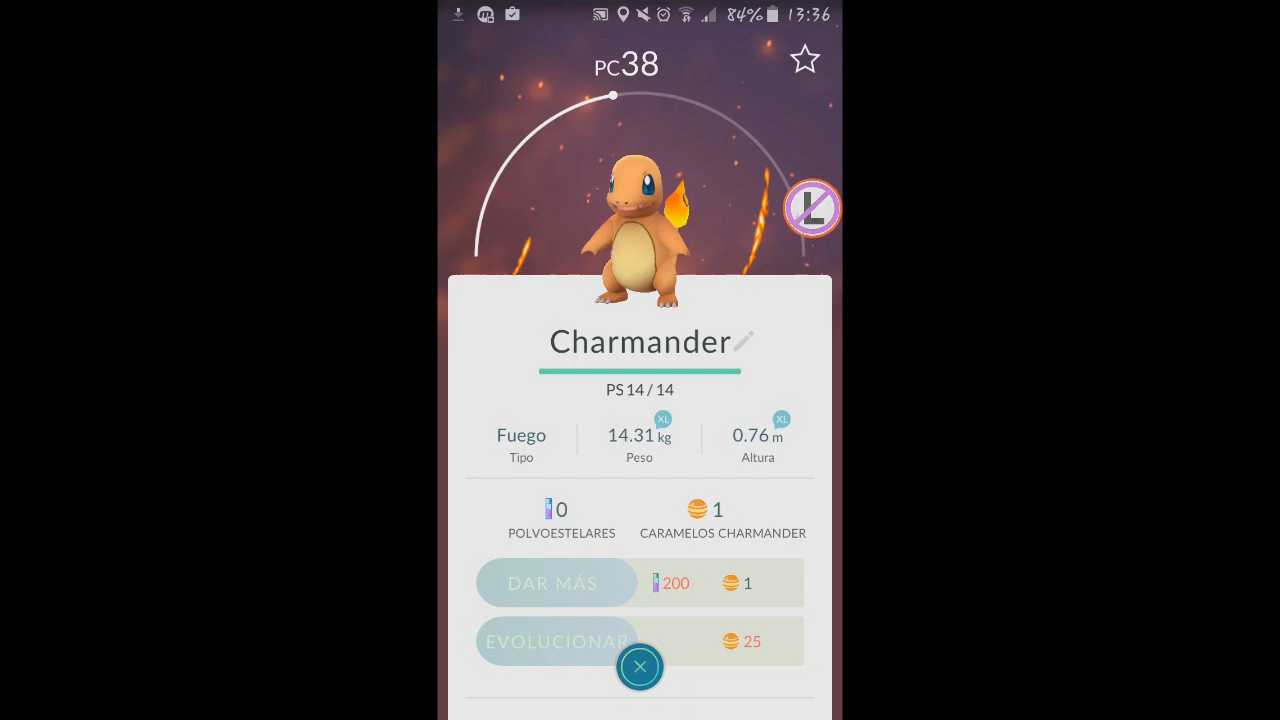 84% 13:36
PC38
L
Charmander
PS 14 / 14
XL XL
Fuego 14.31 kg 0.76 m
Tipo Peso Altura
0 1
POLVOESTELARES CARAMELOS CHARMANDER
DAR MÁS 200 1
EVOLUCIONAR 25